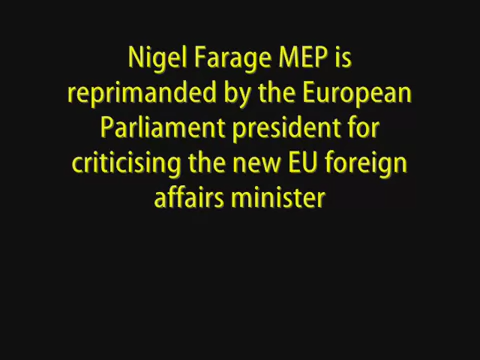 Nigel Farage MEP is
reprimanded by the European
Parliament president for
criticising the new EU foreign
affairs minister